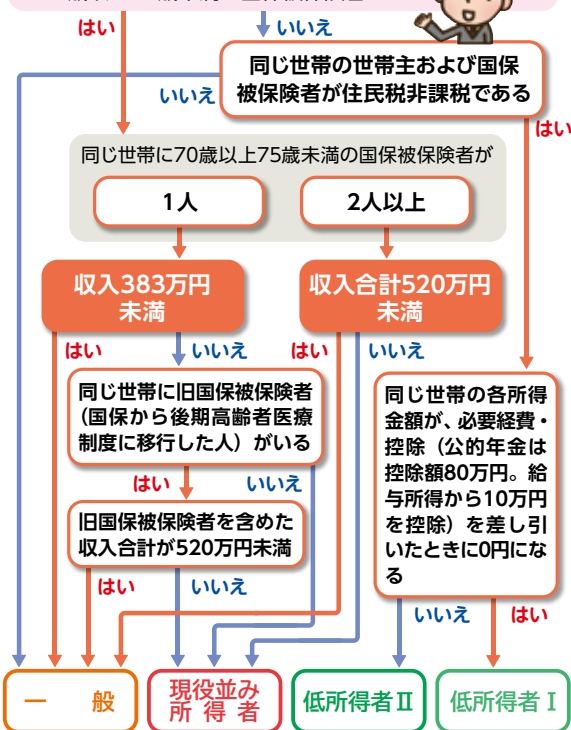 はい
いいえ
同じ世帯の世帯主および国保
被保険者が住民税非課税である
いいえ
はい
同じ世帯に70歳以上75歳未満の国保被保険者が
1人
2人以上
収入383万円
未満
収入合計520万円
未満
はい
いいえ
はい
いいえ
同じ世帯に旧国保被保険者
（国保から後期高齢者医療
制度に移行した人）がいる
同じ世帯の各所得
金額が、必要経費・
控除（公的年金は
控除額80万円。給
与所得から10万円
を控除）を差し引
いたときに0円にな
る
はい
いいえ
旧国保被保険者を含めた
収入合計が520万円未満
はい
いいえ
いいえ
はい
一般
現役並み
所得者
低所得者Ⅱ
低所得者Ⅰ